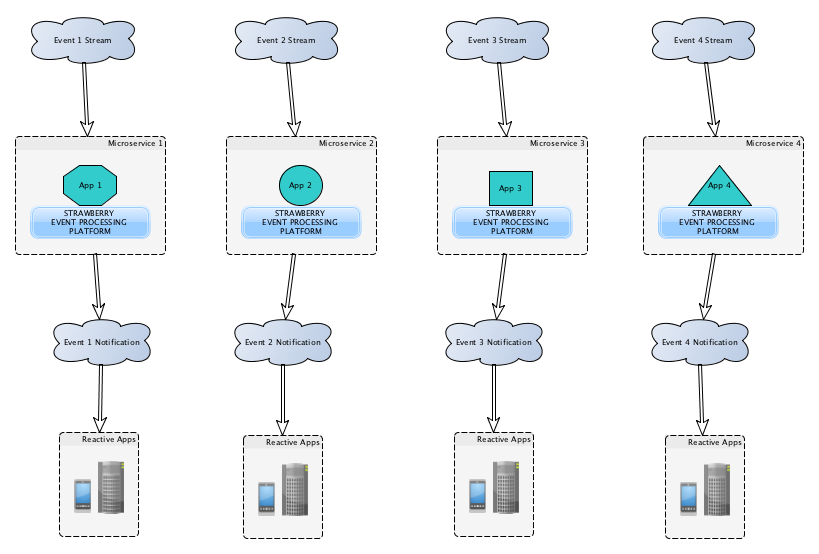 Event 1 Stream
Event 2 Stream
Event 3 Stream
Event 4 Stream
Microservice 1
Microservice 2
Microservice 3
Microservice 4
App 1
App 2
App 3
App 4
STRAWBERRY
EVENT PROCESSING
PLATFORM
STRAWBERRY
EVENT PROCESSING
PLATFORM
STRAWBERRY
EVENT PROCESSING
PLATFORM
STRAWBERRY
EVENT PROCESSING
PLATFORM
Event 1 Notification
Event 2 Notification
Event 3 Notification
Event 4 Notification
Reactive Apps
Reactive Apps
Reactive Apps
Reactive Apps